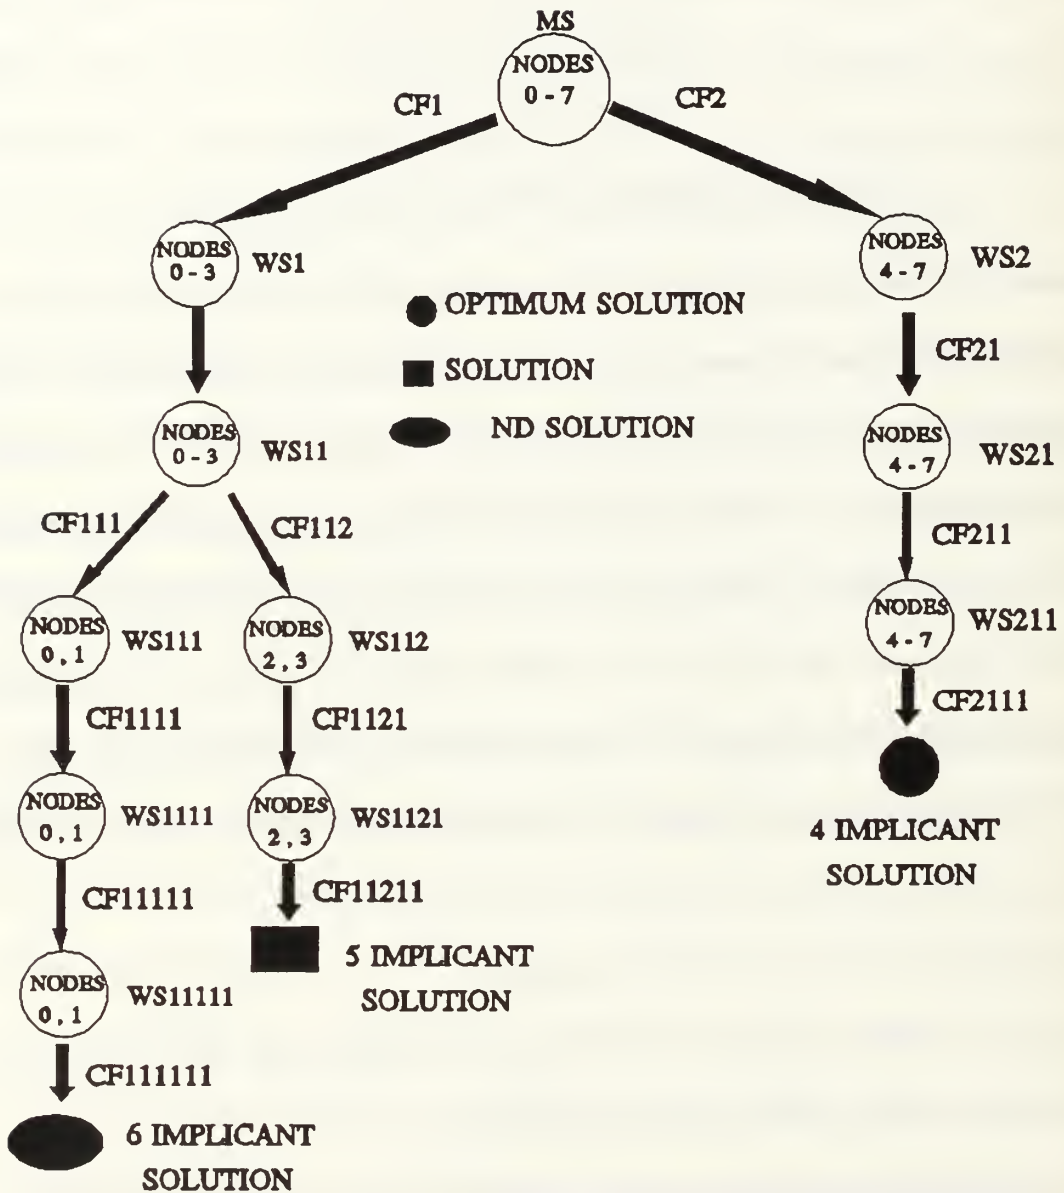 MS
NODES
0 - 7
CF1
CF2
NODES
0 - 3
WS1
NODES
4 - 7
WS2
OPTIMUM SOLUTION
SOLUTION
ND SOLUTION
CF21
NODES
0 - 3
WS11
NODES
4 - 7
WS21
CF111
CF112
CF211
NODES
0 , 1
WS111
NODES
2 , 3
WS112
NODES
4 - 7
WS211
CF1111
CF1121
CF2111
NODES
0 , 1
WS1111
NODES
2 , 3
WS1121
4 IMPLICANT
SOLUTION
CF11111
CF11211
NODES
0 , 1
WS11111
5 IMPLICANT
SOLUTION
CF111111
6 IMPLICANT
SOLUTION